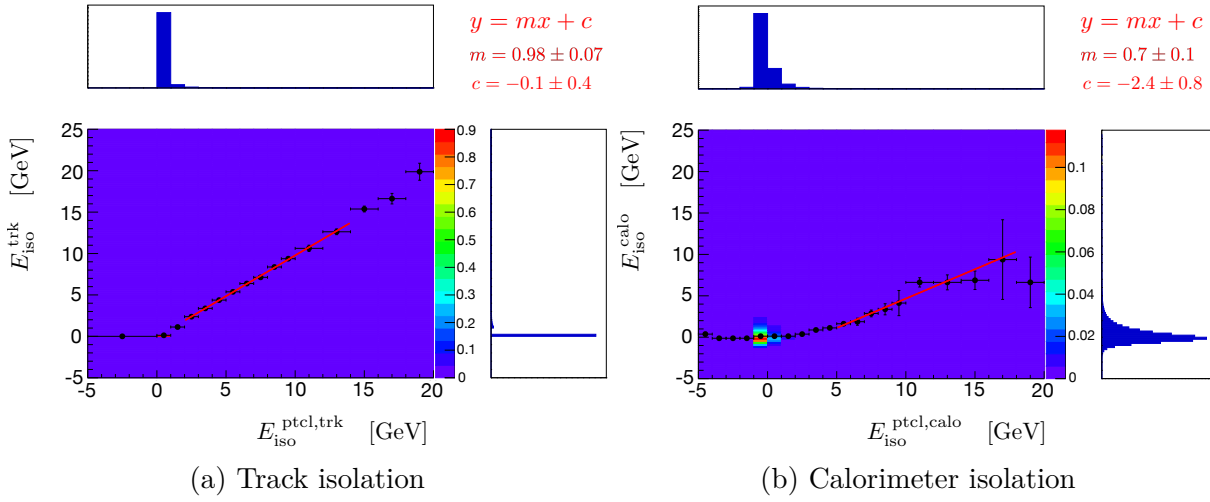 y = mx + c
m = 0.98 ± 0.07
c = −0.1 ± 0.4
E_iso^trk [GeV]
25
20
15
10
5
0
-5
-5 0 5 10 15 20
0.9
0.8
0.7
0.6
0.5
0.4
0.3
0.2
0.1
0
E_iso^ptcl,trk [GeV]
(a) Track isolation
y = mx + c
m = 0.7 ± 0.1
c = −2.4 ± 0.8
E_iso^calo [GeV]
25
20
15
10
5
0
-5
-5 0 5 10 15 20
0.1
0.08
0.06
0.04
0.02
0
E_iso^ptcl,calo [GeV]
(b) Calorimeter isolation